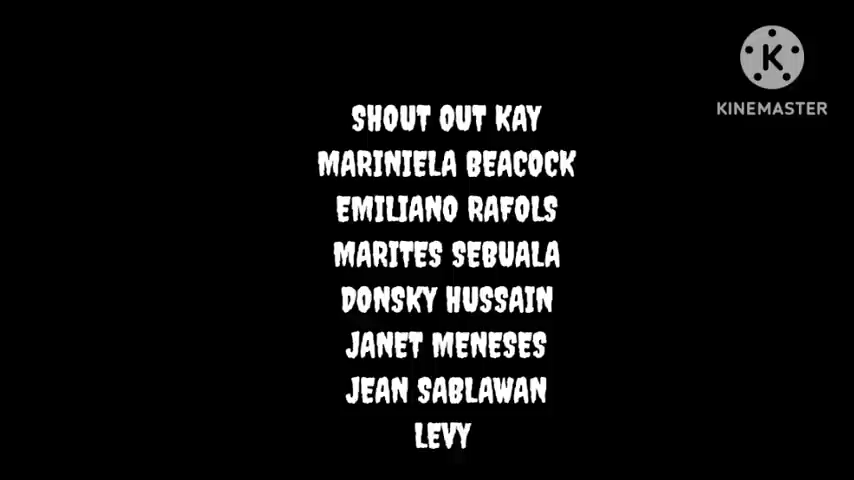 KINEMASTER
SHOUT OUT KAY
MARINIELA BEACOCK
EMILIANO RAFOLS
MARITES SEBUALA
DONSKY HUSSAIN
JANET MENESES
JEAN SABLAWAN
LEVY